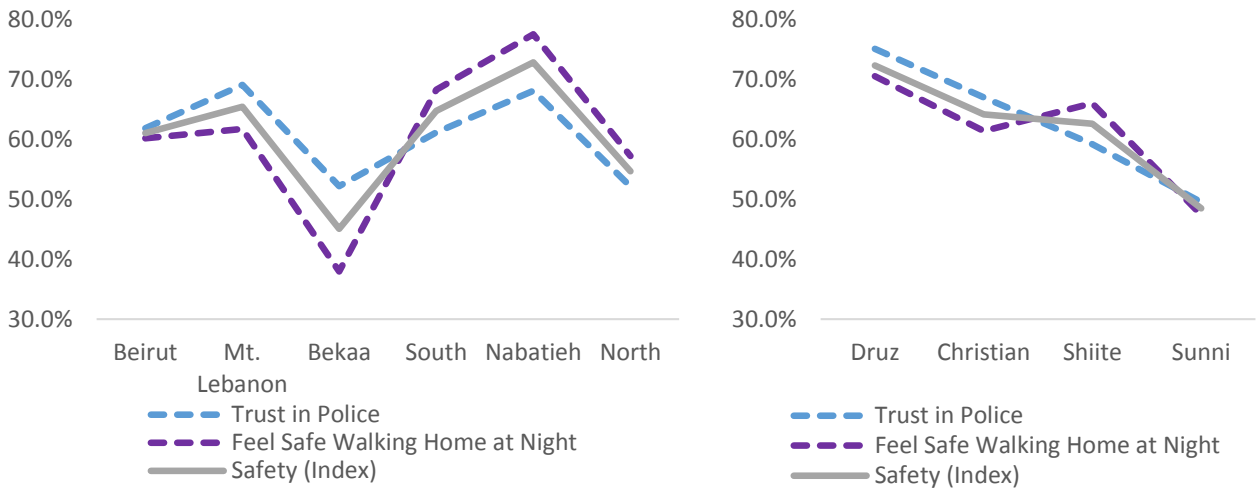 80.0%
70.0%
60.0%
50.0%
40.0%
30.0%
Beirut Mt. Lebanon Bekaa South Nabatieh North
Trust in Police
Feel Safe Walking Home at Night
Safety (Index)
80.0%
70.0%
60.0%
50.0%
40.0%
30.0%
Druz Christian Shiite Sunni
Trust in Police
Feel Safe Walking Home at Night
Safety (Index)